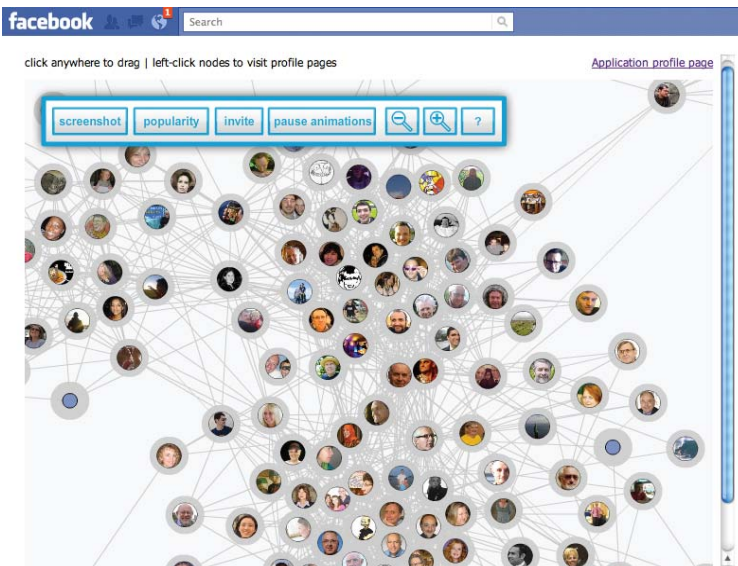 facebook 1 Search
click anywhere to drag | left-click nodes to visit profile pages Application profile page
screenshot popularity invite pause animations ?